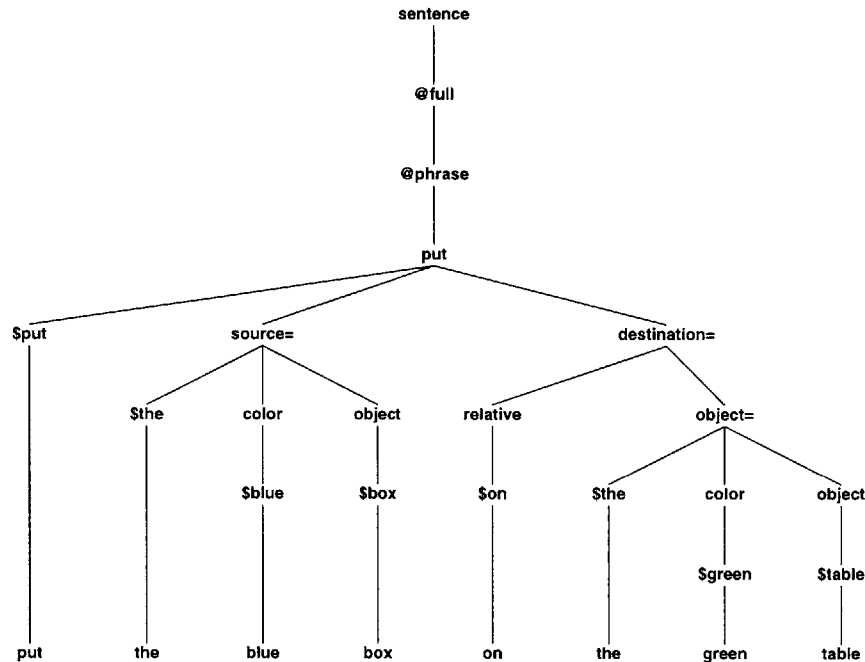 sentence
@full
@phrase
put
$put source= destination=
$the color object relative object=
$blue $box $on $the color object
$green $table
put the blue box on the green table